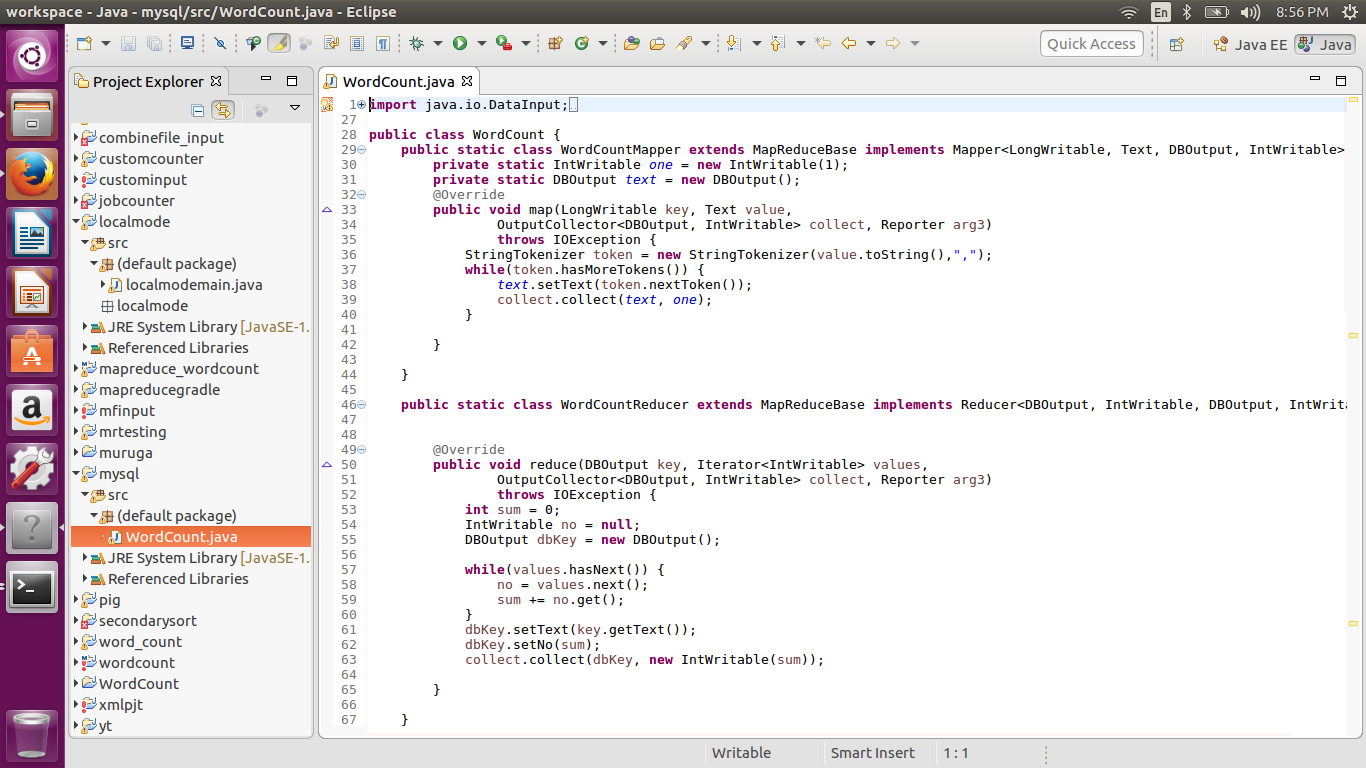 workspace - Java - mysql/src/WordCount.java - Eclipse
En
8:56 PM
Quick Access
Java EE
Java
Project Explorer
combinefile_input
customcounter
custominput
jobcounter
localmode
src
(default package)
localmodemain.java
localmode
JRE System Library [JavaSE-1.
Referenced Libraries
mapreduce_wordcount
mapreducegradle
mfinput
mrtesting
muruga
mysql
src
(default package)
WordCount.java
JRE System Library [JavaSE-1.
Referenced Libraries
pig
secondarysort
word_count
wordcount
WordCount
xmlpjt
yt
WordCount.java
1 import java.io.DataInput;
27
28 public class WordCount {
29 public static class WordCountMapper extends MapReduceBase implements Mapper<LongWritable, Text, DBOutput, IntWritable>
30 private static IntWritable one = new IntWritable(1);
31 private static DBOutput text = new DBOutput();
32 @Override
33 public void map(LongWritable key, Text value,
34 OutputCollector<DBOutput, IntWritable> collect, Reporter arg3)
35 throws IOException {
36 StringTokenizer token = new StringTokenizer(value.toString(),",");
37 while(token.hasMoreTokens()) {
38 text.setText(token.nextToken());
39 collect.collect(text, one);
40 }
41
42 }
43
44 }
45
46 public static class WordCountReducer extends MapReduceBase implements Reducer<DBOutput, IntWritable, DBOutput, IntWrita
47
48
49 @Override
50 public void reduce(DBOutput key, Iterator<IntWritable> values,
51 OutputCollector<DBOutput, IntWritable> collect, Reporter arg3)
52 throws IOException {
53 int sum = 0;
54 IntWritable no = null;
55 DBOutput dbKey = new DBOutput();
56
57 while(values.hasNext()) {
58 no = values.next();
59 sum += no.get();
60 }
61 dbKey.setText(key.getText());
62 dbKey.setNo(sum);
63 collect.collect(dbKey, new IntWritable(sum));
64
65 }
66
67 }
Writable
Smart Insert
1 : 1